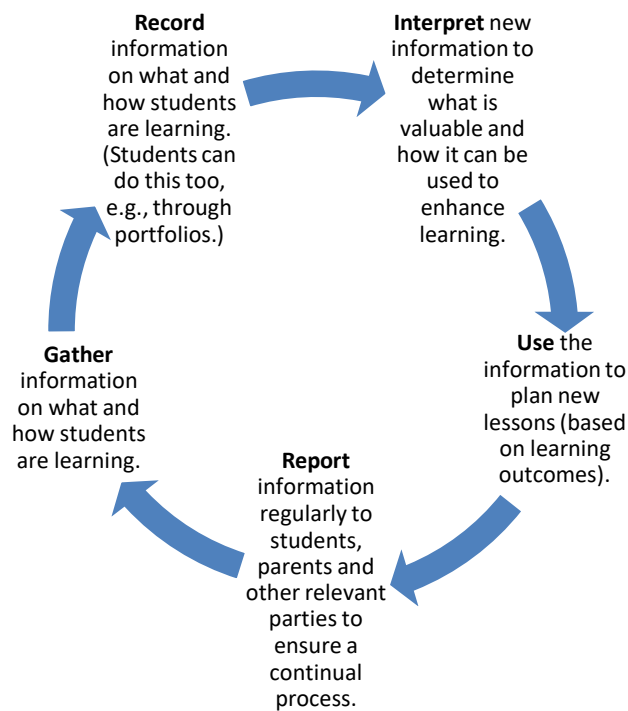 Record
information
on what and
how students
are learning.
(Students can
do this too,
e.g., through
portfolios.)
Interpret new
information to
determine
what is
valuable and
how it can be
used to
enhance
learning.
Use the
information to
plan new
lessons (based
on learning
outcomes).
Report
information
regularly to
students,
parents and
other relevant
parties to
ensure a
continual
process.
Gather
information
on what and
how students
are learning.